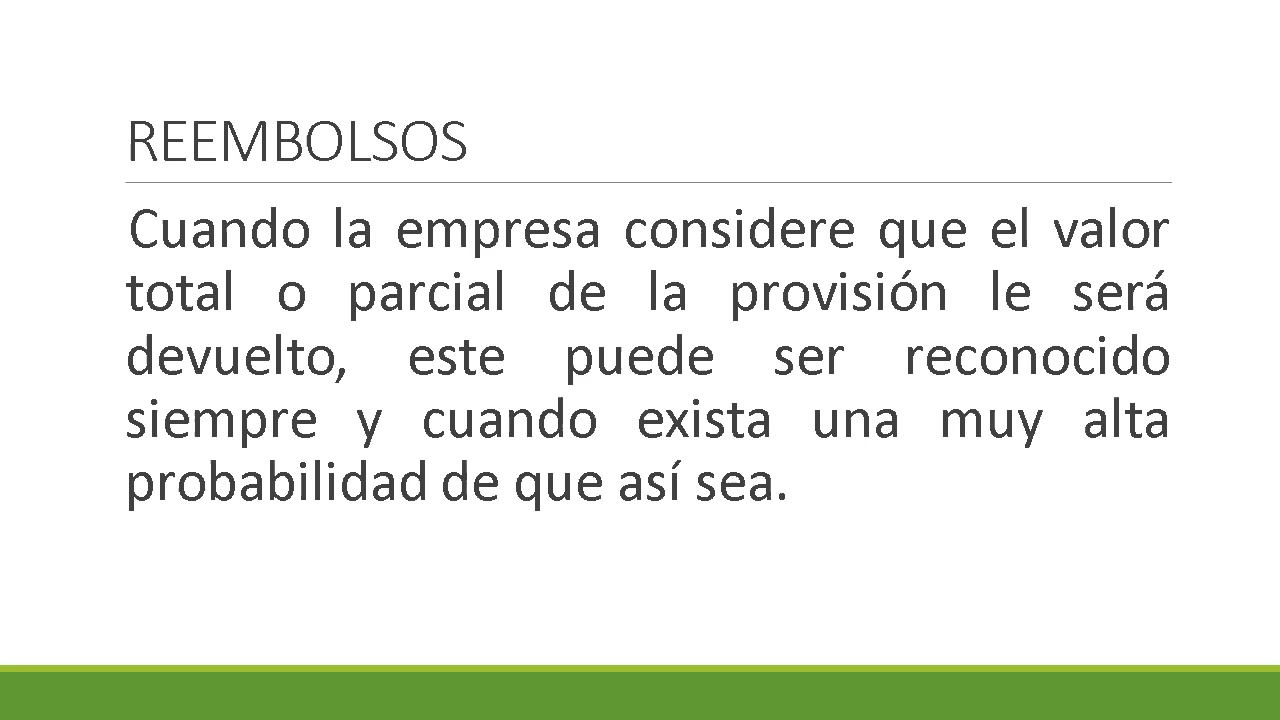 REEMBOLSOS
Cuando la empresa considere que el valor
total o parcial de la provisión le será
devuelto, este puede ser reconocido
siempre y cuando exista una muy alta
probabilidad de que así sea.